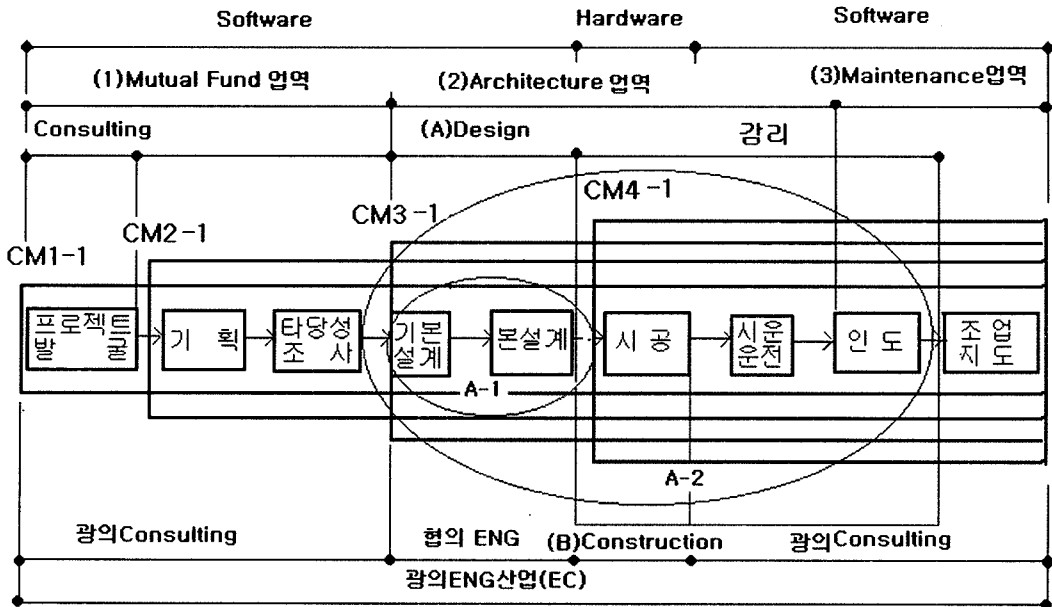 Software Hardware Software
(1)Mutual Fund 업역 (2)Architecture 업역 (3)Maintenance업역
Consulting (A)Design 감리
CM1-1 CM2-1 CM3-1 CM4-1
프로젝트
발 굴
기 획
타당성
조 사
기본
설계
본설계
시 공
시운
운전
인 도
조 업
지 도
A-1
A-2
광의Consulting 협의 ENG (B)Construction 광의Consulting
광의ENG산업(EC)